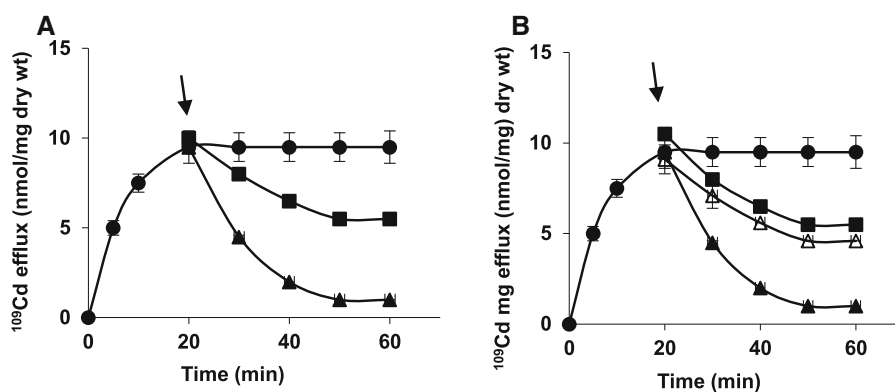 A
15
10
5
0
0 20 40 60
Time (min)
¹⁰⁹Cd efflux (nmol/mg dry wt)
B
15
10
5
0
0 20 40 60
Time (min)
¹⁰⁹Cd mg efflux (nmol/mg) dry wt)